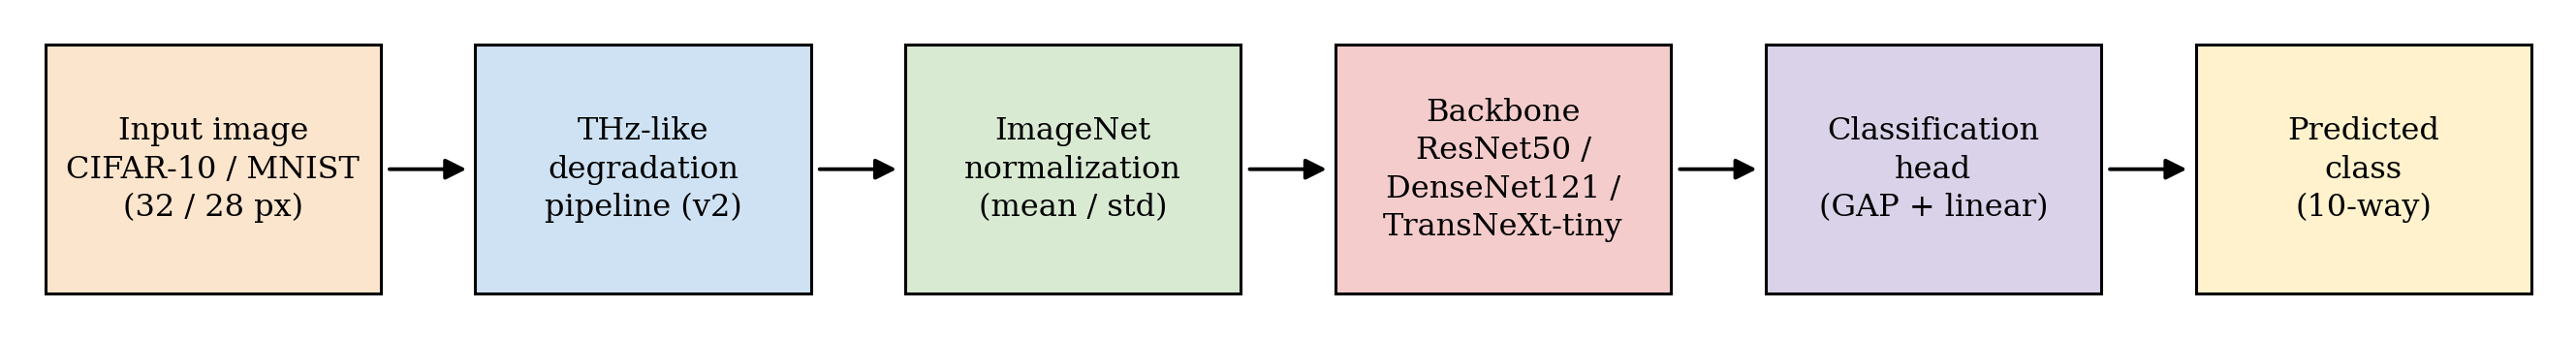 Input image
CIFAR-10 / MNIST
(32 / 28 px)
THz-like
degradation
pipeline (v2)
ImageNet
normalization
(mean / std)
Backbone
ResNet50 /
DenseNet121 /
TransNeXt-tiny
Classification
head
(GAP + linear)
Predicted
class
(10-way)